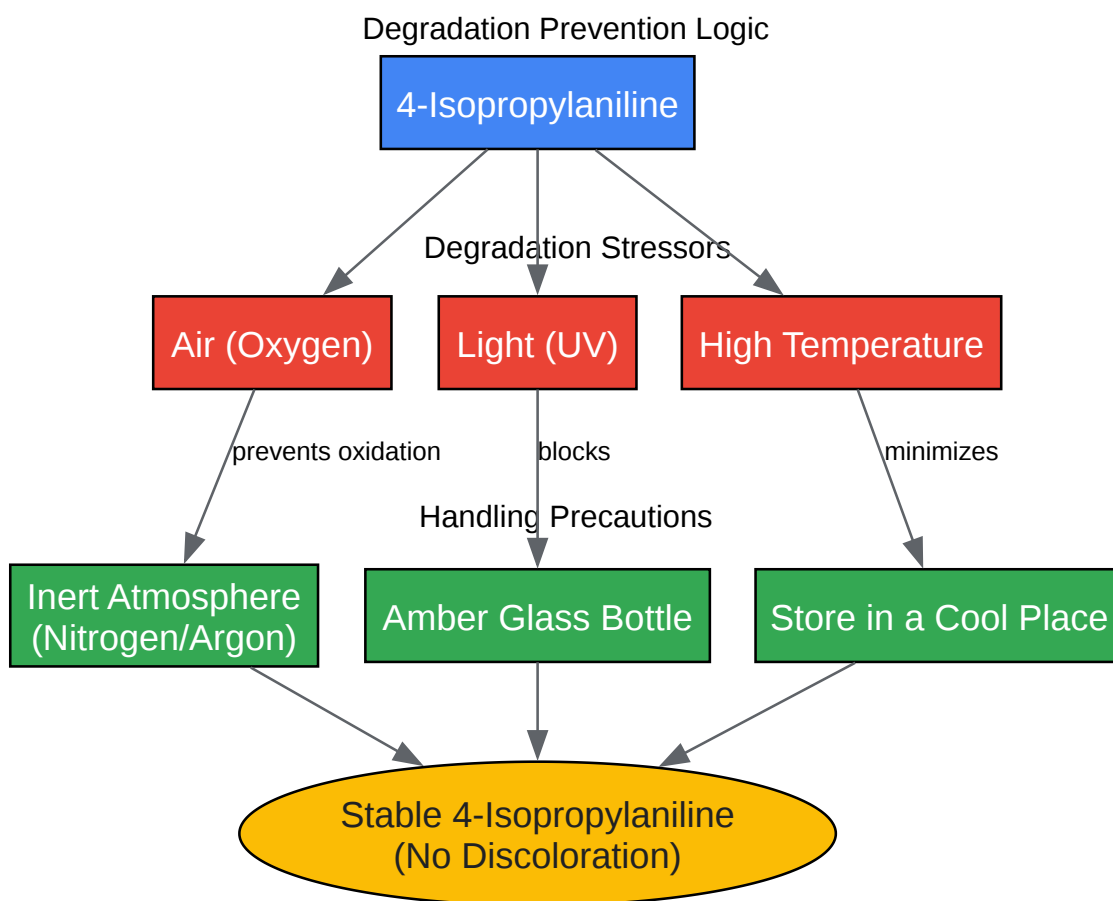 Degradation Prevention Logic
4-Isopropylaniline
Degradation Stressors
Air (Oxygen)
Light (UV)
High Temperature
prevents oxidation
blocks
minimizes
Handling Precautions
Inert Atmosphere
(Nitrogen/Argon)
Amber Glass Bottle
Store in a Cool Place
Stable 4-Isopropylaniline
(No Discoloration)